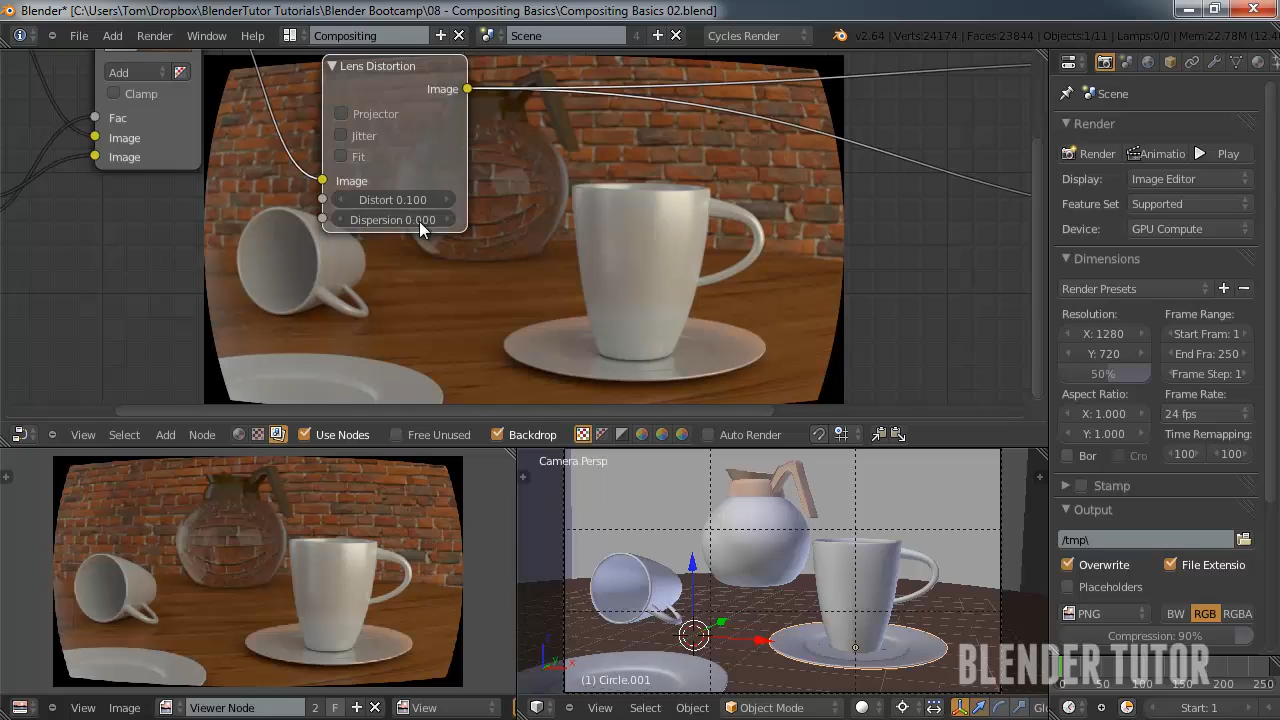 Blender* [C:\Users\Tom\Dropbox\BlenderTutor Tutorials\Blender Bootcamp\08 - Compositing Basics\Compositing Basics 02.blend]
File Add Render Window Help Compositing Scene 4 Cycles Render v2.64 | Verts:24174 | Faces:23844 | Objects:1/11 | Lamps:0/0 | Mem:22.78M (12.4
Add
Clamp
Fac
Image
Image
Lens Distortion
Image
Projector
Jitter
Fit
Image
Distort 0.100
Dispersion 0.000
Scene
Render
Render Animatio Play
Display: Image Editor
Feature Set Supported
Device: GPU Compute
Dimensions
Render Presets
Resolution: Frame Range:
X: 1280 Start Fram: 1
Y: 720 End Fra: 250
50% Frame Step: 1
Aspect Ratio: Frame Rate:
X: 1.000 24 fps
Y: 1.000 Time Remapping:
Bor Cro 100 100
Stamp
Output
/tmp\
Overwrite File Extensio
Placeholders
PNG BW RGB RGBA
Compression: 90%
View Select Add Node Use Nodes Free Unused Backdrop Auto Render
Camera Persp
(1) Circle.001
BLENDER TUTOR
0 50 100 150 200 250
View Image Viewer Node 2 F View
View Select Object Object Mode Glo
Start: 1